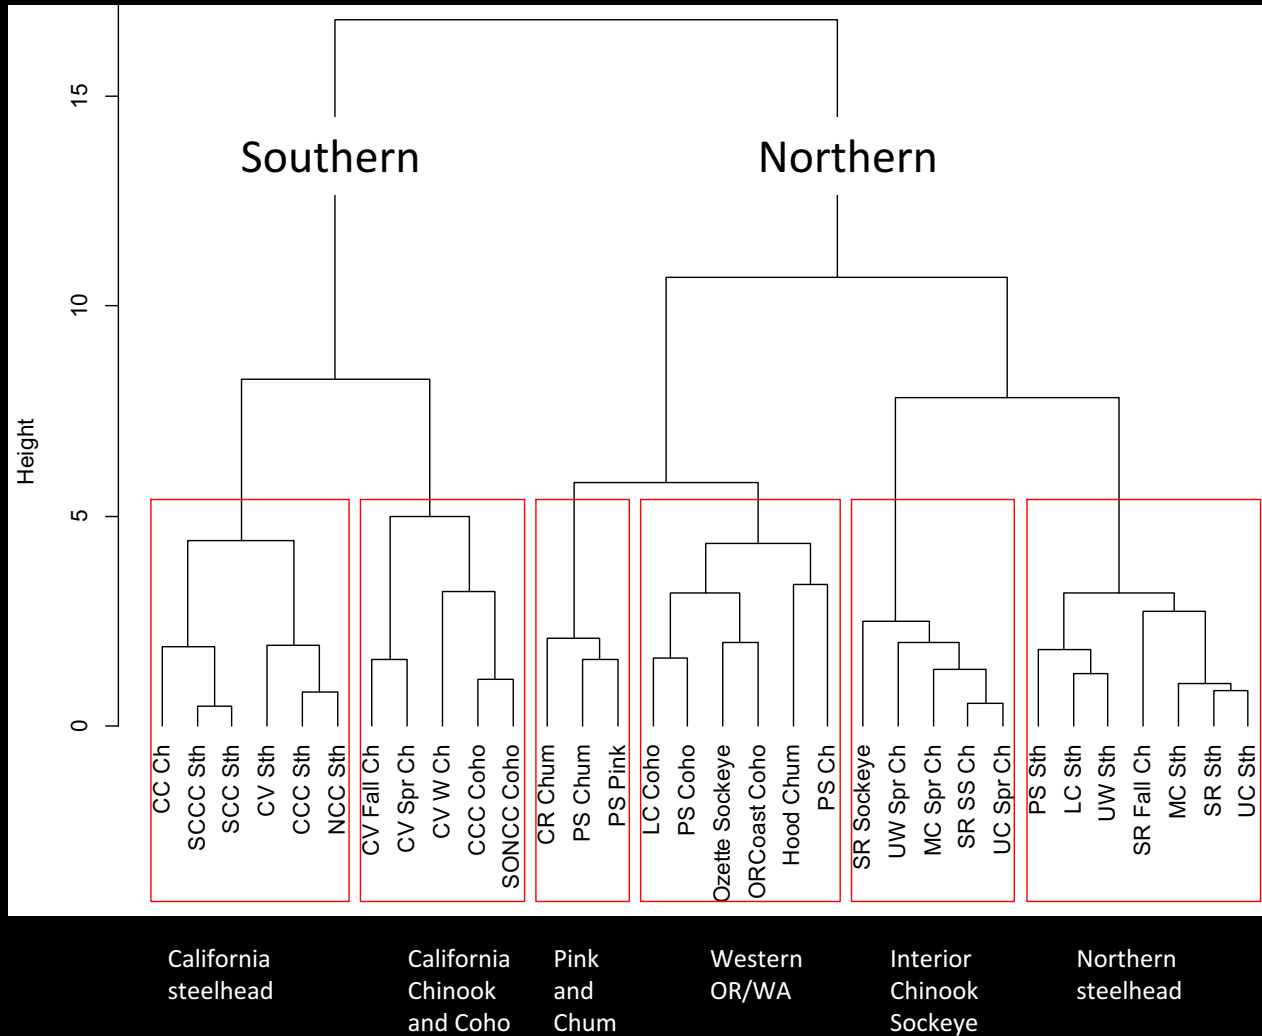 15
Southern
Northern
10
Height
5
0
CC Ch
SCCC Sth
SCC Sth
CV Sth
CCC Sth
NCC Sth
CV Fall Ch
CV Spr Ch
CV W Ch
CCC Coho
SONCC Coho
CR Chum
PS Chum
PS Pink
LC Coho
PS Coho
Ozette Sockeye
ORCoast Coho
Hood Chum
PS Ch
SR Sockeye
UW Spr Ch
MC Spr Ch
SR SS Ch
UC Spr Ch
PS Sth
LC Sth
UW Sth
SR Fall Ch
MC Sth
SR Sth
UC Sth
California
steelhead
California
Chinook
and Coho
Pink
and
Chum
Western
OR/WA
Interior
Chinook
Sockeye
Northern
steelhead